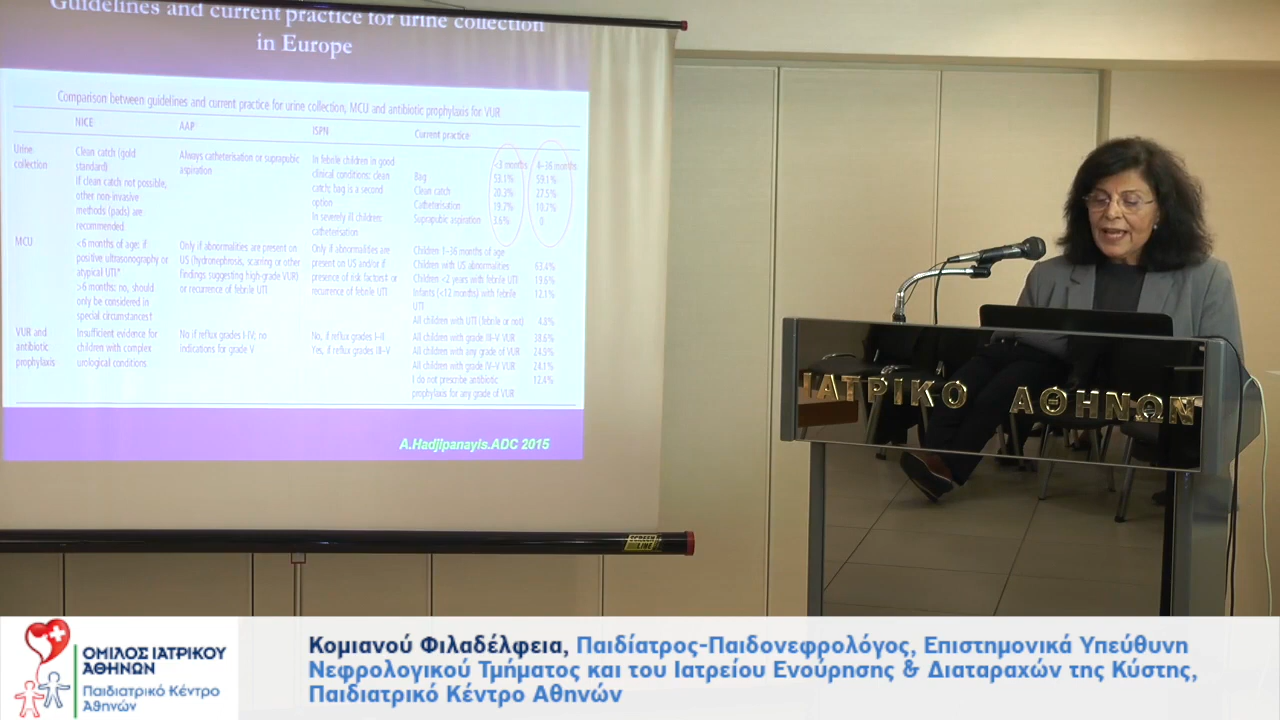 Guidelines and current practice for urine collection
in Europe
Comparison between guidelines and current practice for urine collection, MCU and antibiotic prophylaxis for VUR
NICE AAP ISPN Current practice
Urine
collection
Clean catch (gold
standard)
If clean catch not possible,
other non-invasive
methods (pads) are
recommended
Always catheterisation or suprapubic
aspiration
In febrile children in good
clinical conditions: clean
catch; bag is a second
option
In severely ill children:
catheterisation
<3 months 4–36 months
Bag 53.1% 59.1%
Clean catch 20.3% 27.5%
Catheterisation 19.7% 10.7%
Suprapubic aspiration 3.6% 0
MCU
<6 months of age: if
positive ultrasonography or
atypical UTI*
>6 months: no, should
only be considered in
special circumstances†
Only if abnormalities are present on
US (hydronephrosis, scarring or other
findings suggesting high-grade VUR)
or recurrence of febrile UTI
Only if abnormalities are
present on US and/or if
presence of risk factors‡ or
recurrence of febrile UTI
Children 1–36 months of age
Children with US abnormalities 63.4%
Children <2 years with febrile UTI 19.6%
Infants (<12 months) with febrile 12.1%
UTI
All children with UTI (febrile or not) 4.8%
VUR and
antibiotic
prophylaxis
Insufficient evidence for
children with complex
urological conditions
No if reflux grades I–IV; no
indications for grade V
No, if reflux grades I–II
Yes, if reflux grades III–V
All children with grade III–V VUR 38.6%
All children with any grade of VUR 24.9%
All children with grade IV–V VUR 24.1%
I do not prescribe antibiotic 12.4%
prophylaxis for any grade of VUR
A.Hadjipanayis.ADC 2015
SCREEN
LINE
ΙΑΤΡΙΚΟ ΑΘΗΝΩΝ
ΟΜΙΛΟΣ ΙΑΤΡΙΚΟΥ
ΑΘΗΝΩΝ
Παιδιατρικό Κέντρο
Αθηνών
Κομιανού Φιλαδέλφεια, Παιδίατρος-Παιδονεφρολόγος, Επιστημονικά Υπεύθυνη
Νεφρολογικού Τμήματος και του Ιατρείου Ενούρησης & Διαταραχών της Κύστης,
Παιδιατρικό Κέντρο Αθηνών